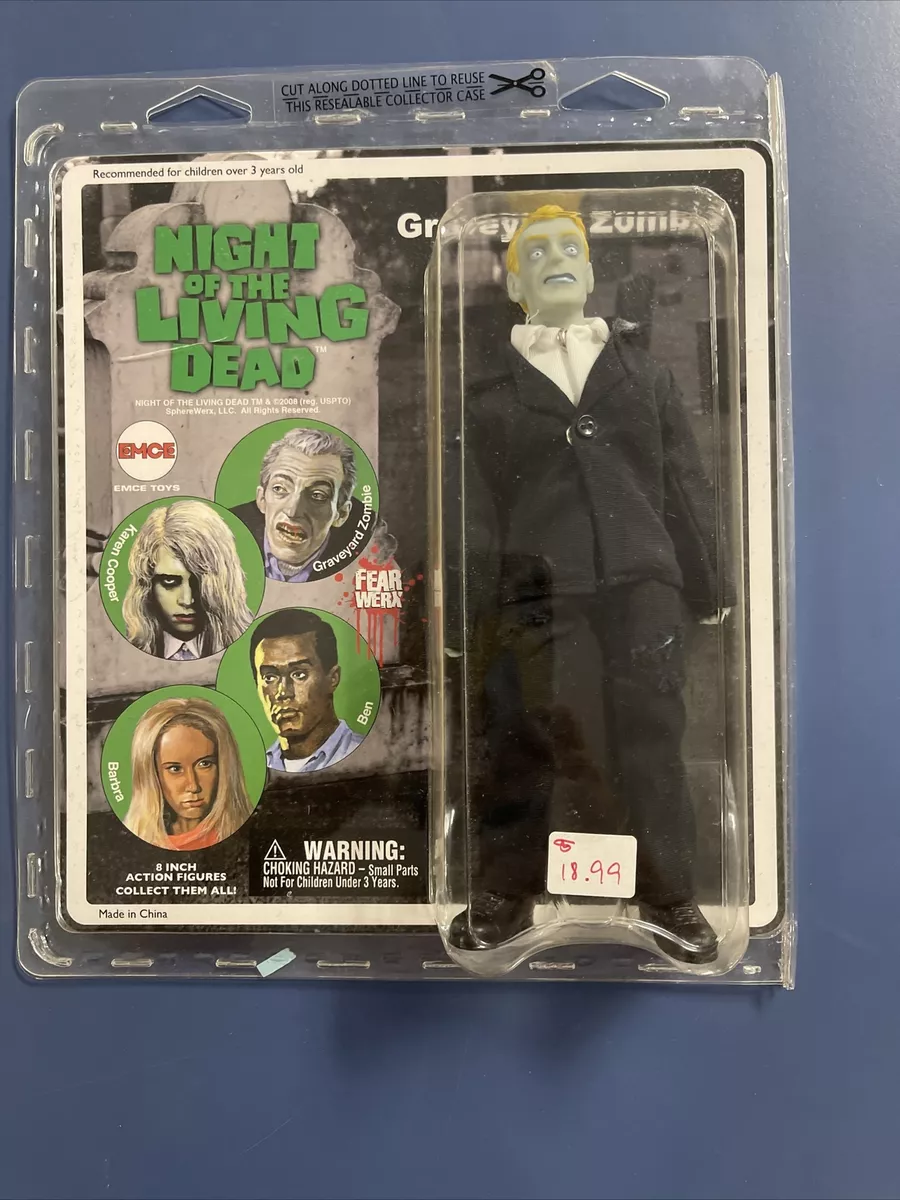 CUT ALONG DOTTED LINE TO REUSE
THIS RESEALABLE COLLECTOR CASE
Recommended for children over 3 years old
Graveyard Zombie
NIGHT
OF THE
LIVING
DEAD™
NIGHT OF THE LIVING DEAD TM & ©2008 (reg. USPTO)
SphereWerx, LLC. All Rights Reserved.
EMCE
EMCE TOYS
Graveyard Zombie
Karen Cooper
FEAR
WERX
Ben
Barbra
8 INCH
ACTION FIGURES
COLLECT THEM ALL!
WARNING:
CHOKING HAZARD – Small Parts
Not For Children Under 3 Years.
18.99
Made in China